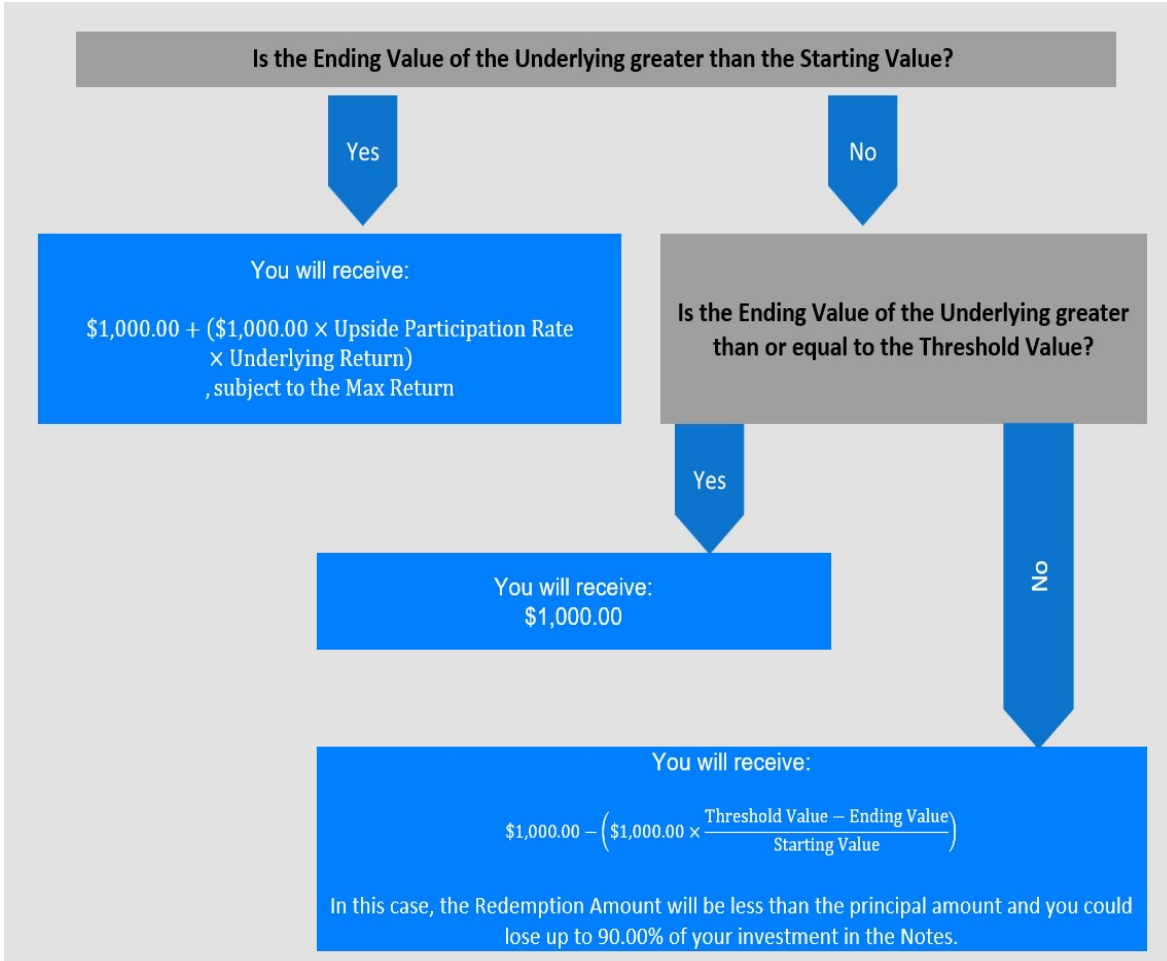 Is the Ending Value of the Underlying greater than the Starting Value?
Yes
No
You will receive:
$1,000.00 + ($1,000.00 × Upside Participation Rate
× Underlying Return)
, subject to the Max Return
Is the Ending Value of the Underlying greater
than or equal to the Threshold Value?
Yes
No
You will receive:
$1,000.00
You will receive:
$1,000.00 − ($1,000.00 × (Threshold Value − Ending Value) / Starting Value)
In this case, the Redemption Amount will be less than the principal amount and you could
lose up to 90.00% of your investment in the Notes.